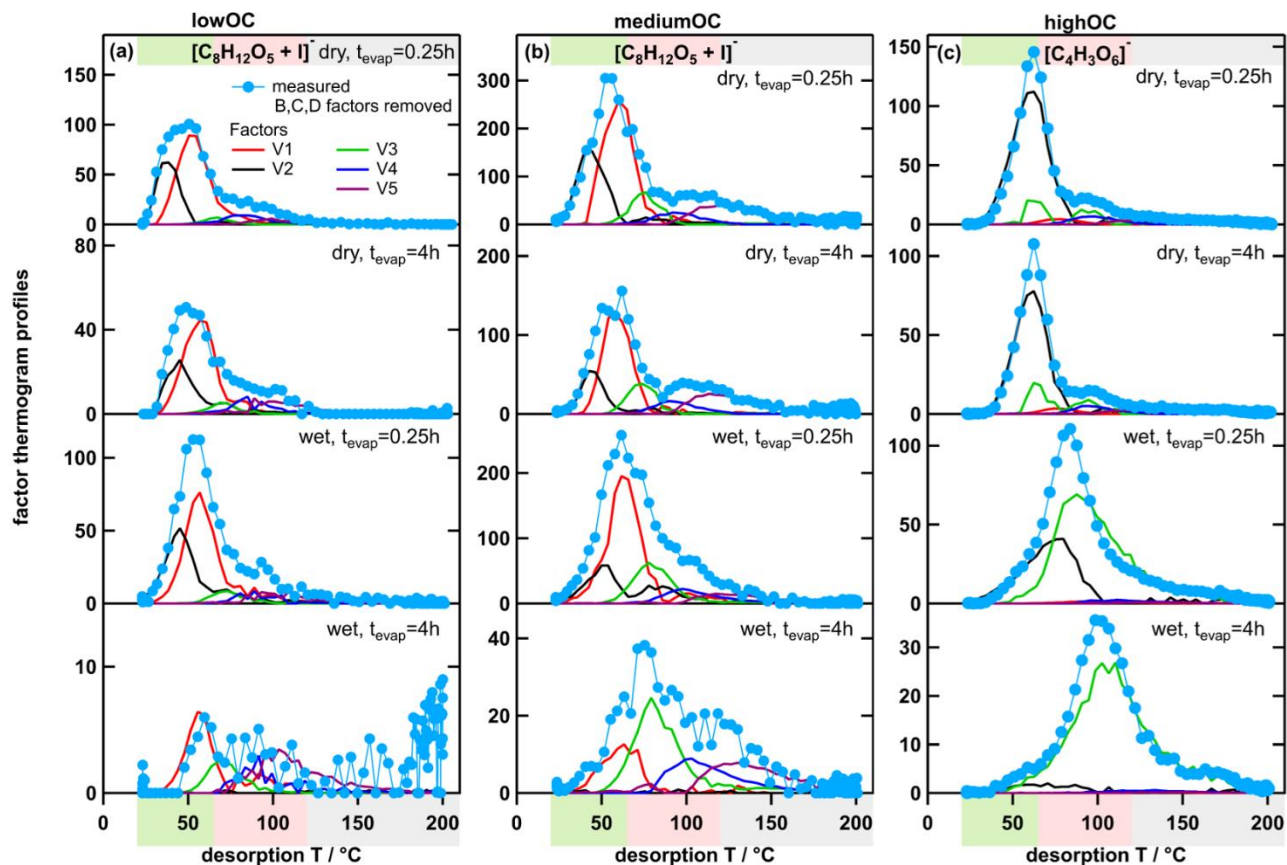 lowOC
mediumOC
highOC
(a) [C8H12O5 + I]- dry, tevap=0.25h
measured
B,C,D factors removed
Factors
V1
V2
V3
V4
V5
150
100
50
0
dry, tevap=4h
80
40
0
wet, tevap=0.25h
100
50
0
wet, tevap=4h
10
0
0 50 100 150 200
desorption T / °C
(b) [C8H12O5 + I]-
dry, tevap=0.25h
300
200
100
0
dry, tevap=4h
200
100
0
wet, tevap=0.25h
200
100
0
wet, tevap=4h
40
20
0
0 50 100 150 200
desorption T / °C
(c) [C4H3O6]-
dry, tevap=0.25h
150
100
50
0
dry, tevap=4h
100
50
0
wet, tevap=0.25h
100
50
0
wet, tevap=4h
30
20
10
0
0 50 100 150 200
desorption T / °C
factor thermogram profiles